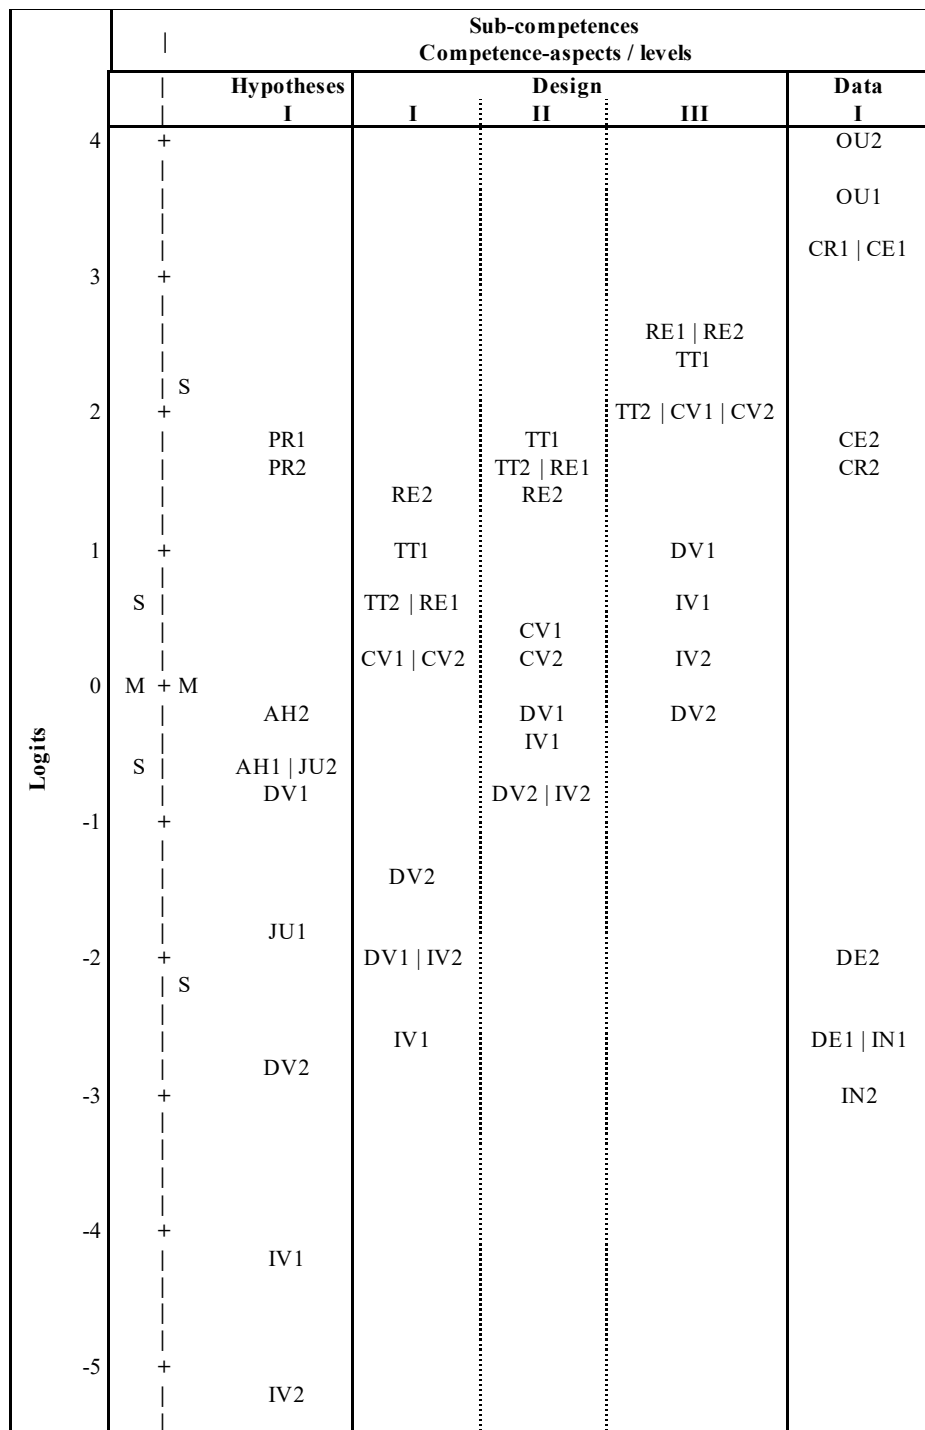 | Sub-competences
Competence-aspects / levels
| Hypotheses Design Data
| I I II III I
4 + OU2
|
| OU1
|
| CR1 | CE1
3 +
|
| RE1 | RE2
| TT1
| S
2 + TT2 | CV1 | CV2
| PR1 TT1 CE2
| PR2 TT2 | RE1 CR2
| RE2 RE2
|
1 + TT1 DV1
|
S | TT2 | RE1 IV1
| CV1
| CV1 | CV2 CV2 IV2
0 M + M
| AH2 DV1 DV2
| IV1
S | AH1 | JU2
| DV1 DV2 | IV2
-1 +
|
| DV2
|
| JU1
-2 + DV1 | IV2 DE2
| S
|
| IV1 DE1 | IN1
| DV2
-3 + IN2
|
|
|
|
-4 +
| IV1
|
|
|
-5 +
| IV2
|
Logits